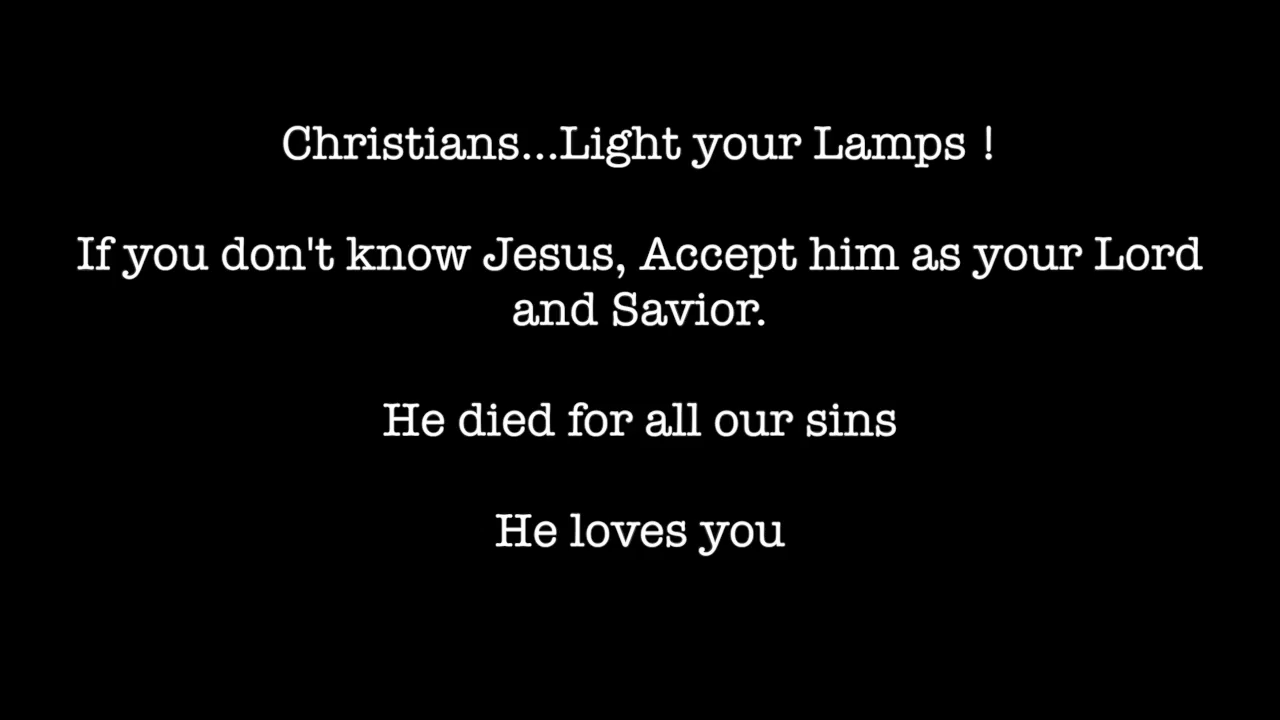 Christians...Light your Lamps !
If you don't know Jesus, Accept him as your Lord
and Savior.
He died for all our sins
He loves you